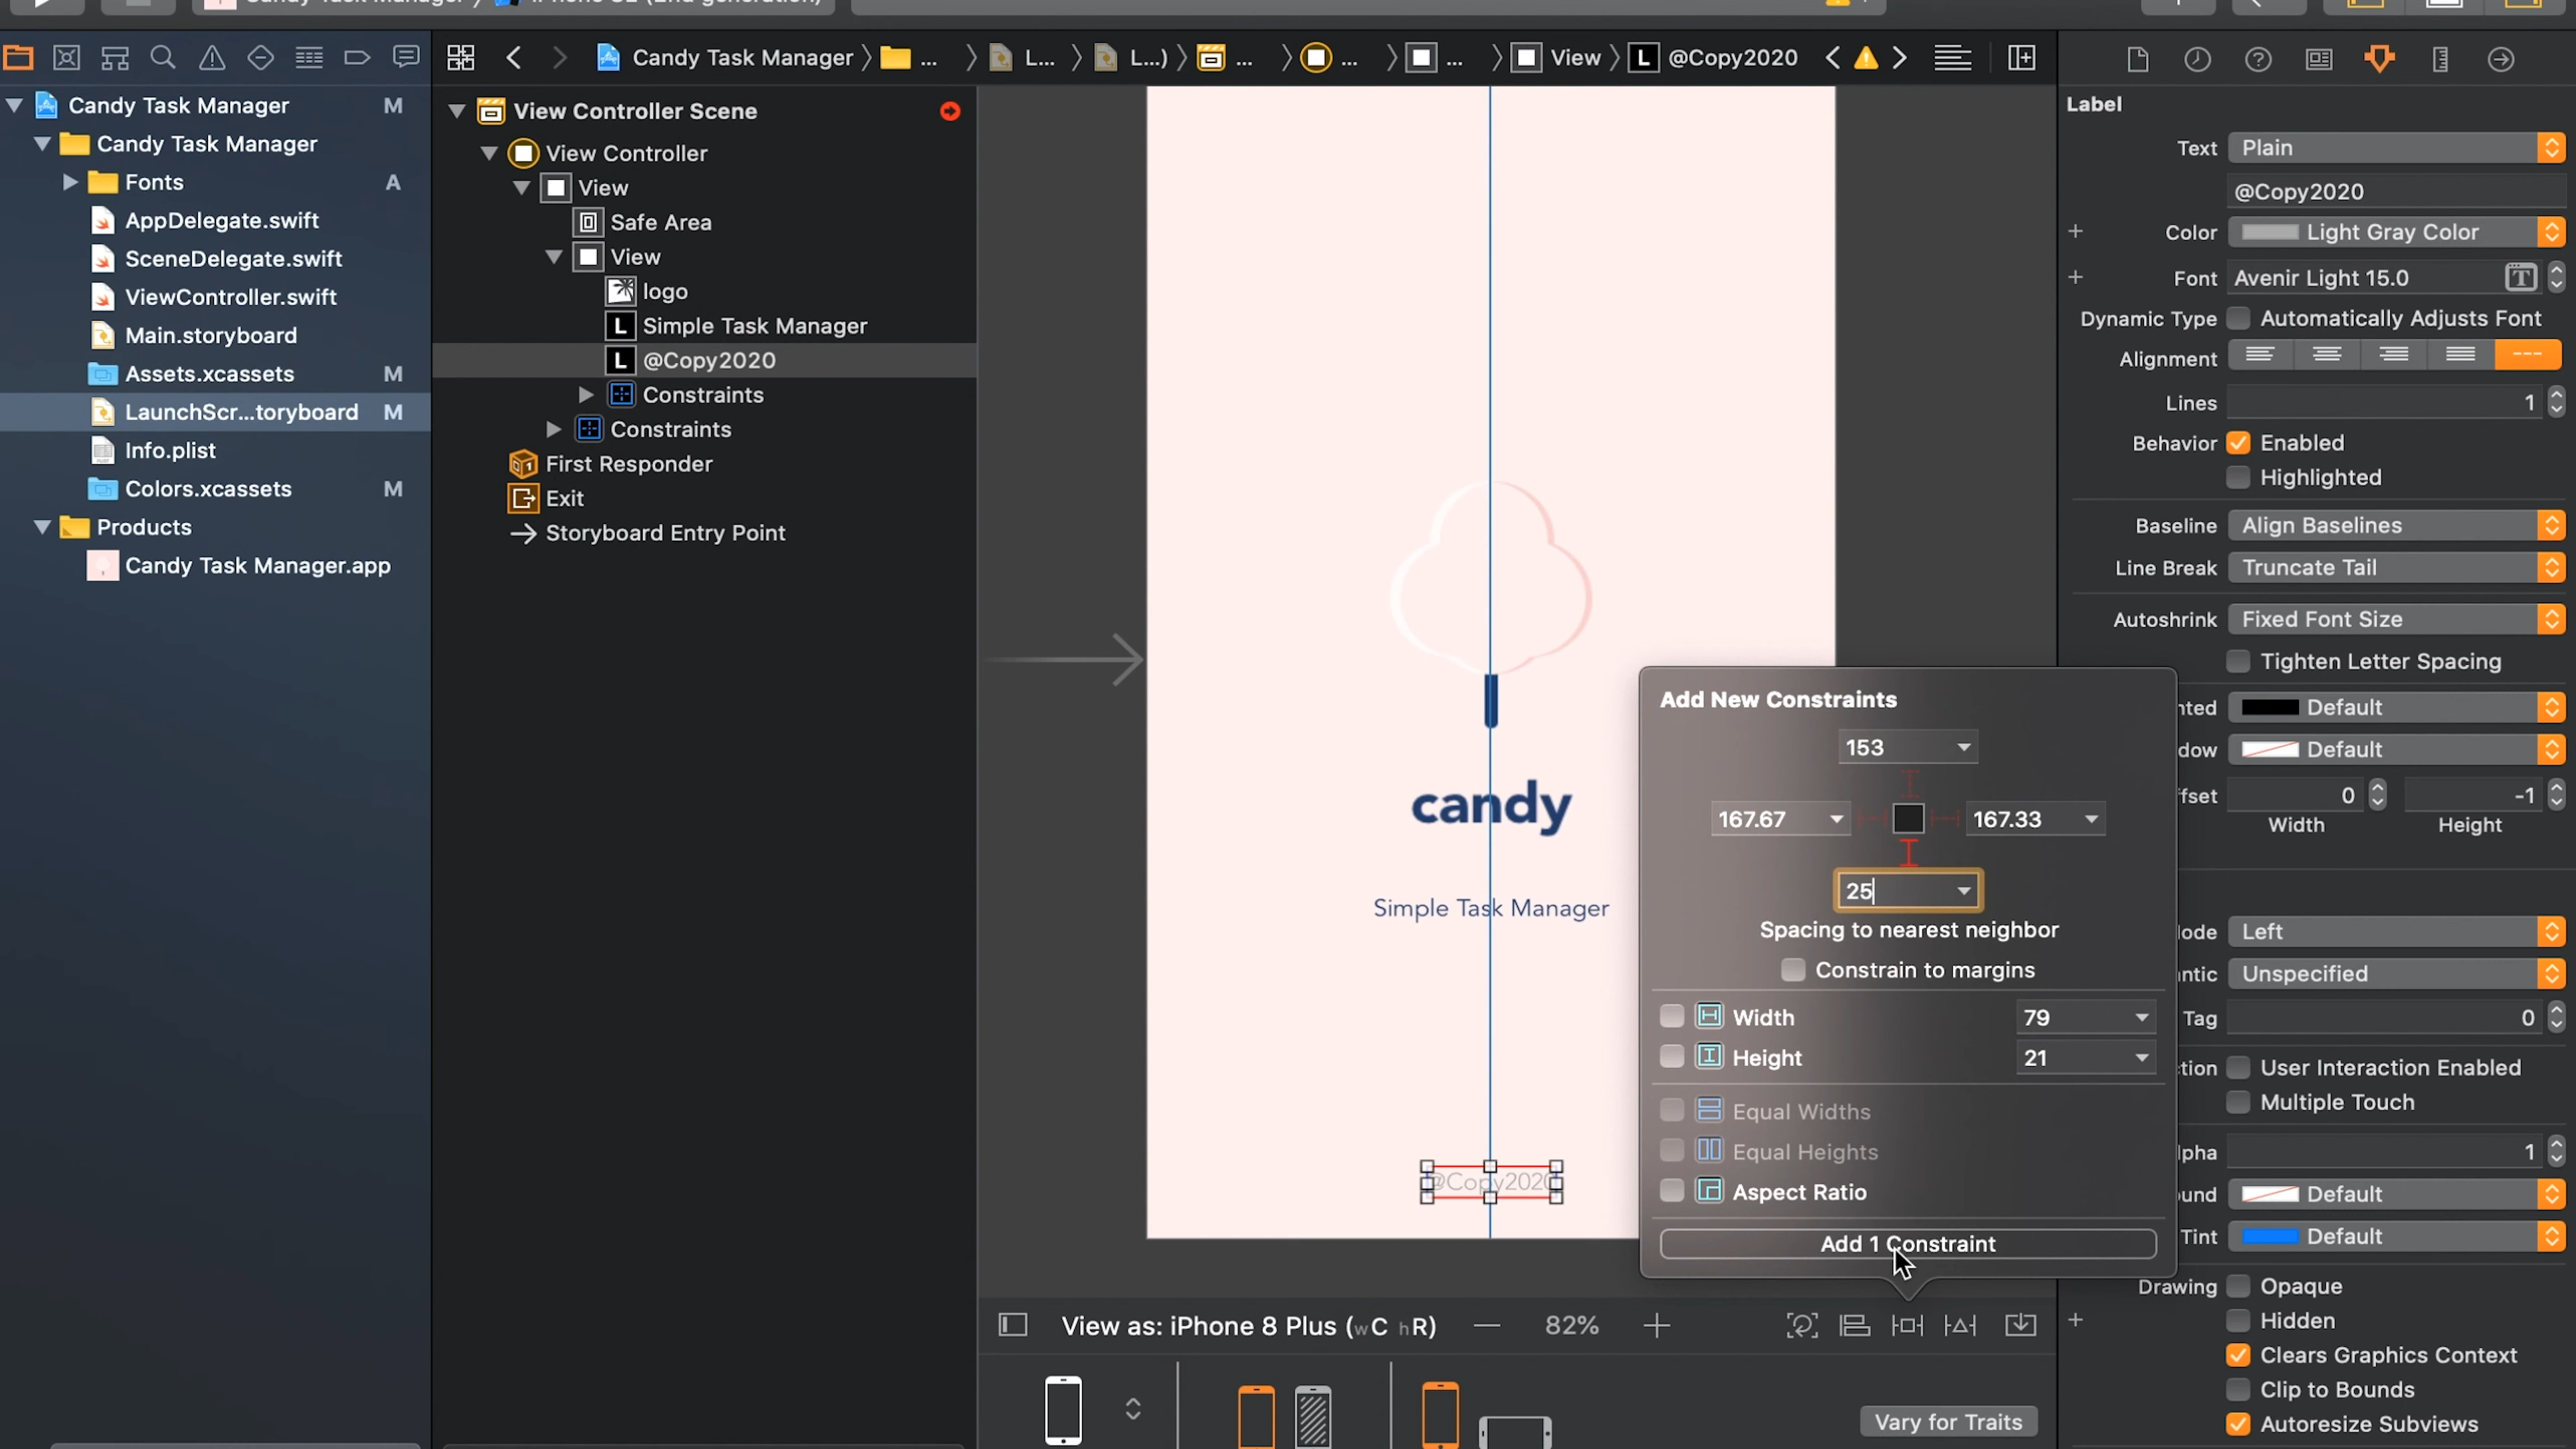 Candy Task Manager M
Candy Task Manager
Fonts A
AppDelegate.swift
SceneDelegate.swift
ViewController.swift
Main.storyboard
Assets.xcassets M
LaunchScr...toryboard M
Info.plist
Colors.xcassets M
Products
Candy Task Manager.app
Candy Task Manager ... L... L...) ... ... ... View L @Copy2020
View Controller Scene
View Controller
View
Safe Area
View
logo
L Simple Task Manager
L @Copy2020
Constraints
Constraints
First Responder
Exit
Storyboard Entry Point
candy
Simple Task Manager
@Copy2020
Add New Constraints
153
167.67 167.33
25
Spacing to nearest neighbor
Constrain to margins
Width 79
Height 21
Equal Widths
Equal Heights
Aspect Ratio
Add 1 Constraint
View as: iPhone 8 Plus (wC hR) — 82% +
Vary for Traits
Label
Text Plain
@Copy2020
+ Color Light Gray Color
+ Font Avenir Light 15.0 T
Dynamic Type Automatically Adjusts Font
Alignment ---
Lines 1
Behavior Enabled
Highlighted
Baseline Align Baselines
Line Break Truncate Tail
Autoshrink Fixed Font Size
Tighten Letter Spacing
Default
Default
0 -1
Width Height
Left
Unspecified
Tag 0
User Interaction Enabled
Multiple Touch
1
Default
Tint Default
Drawing Opaque
+ Hidden
Clears Graphics Context
Clip to Bounds
Autoresize Subviews